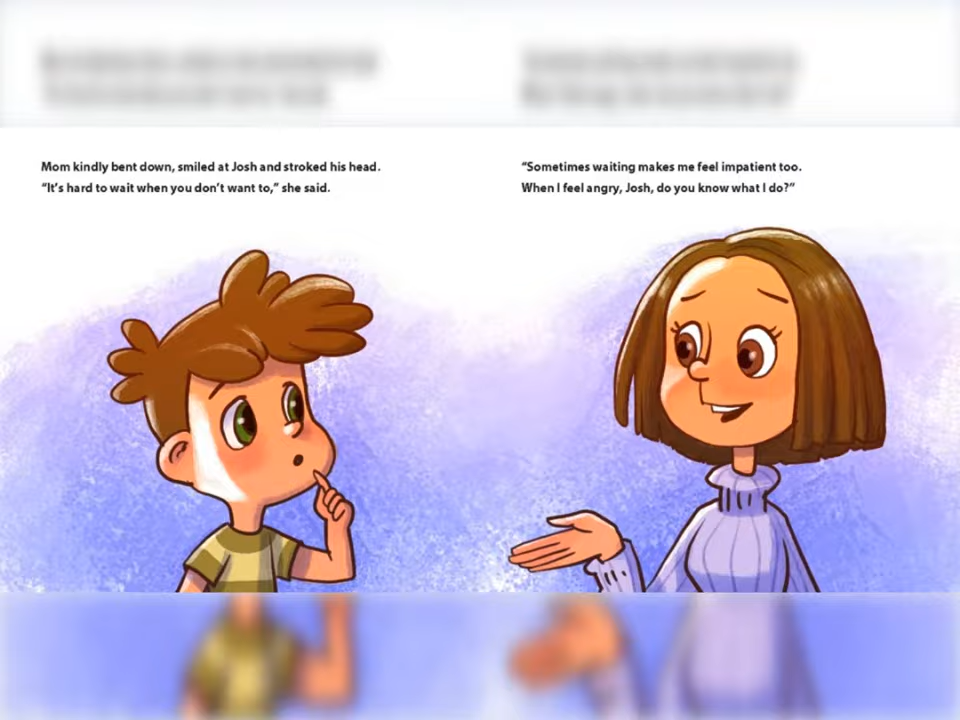 Mom kindly bent down, smiled at Josh and stroked his head.
“It’s hard to wait when you don’t want to,” she said.
“Sometimes waiting makes me feel impatient too.
When I feel angry, Josh, do you know what I do?”